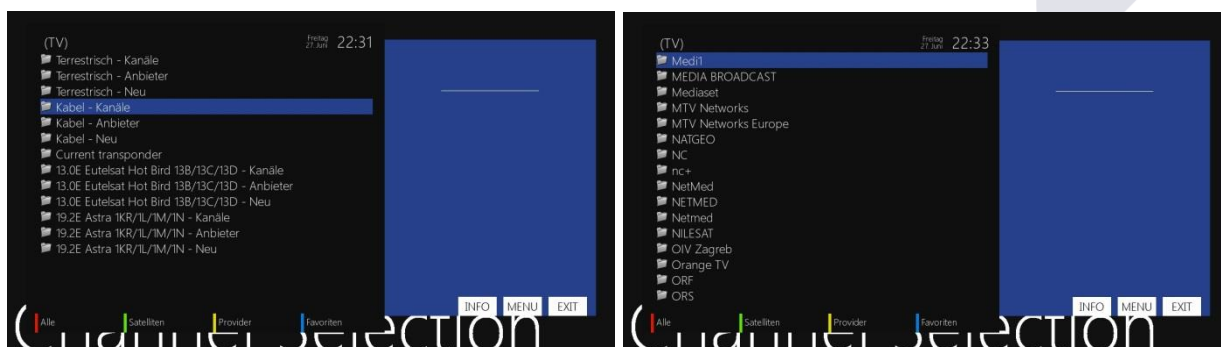 (TV)
Freitag
27. Juni 22:31
Terrestrisch - Kanäle
Terrestrisch - Anbieter
Terrestrisch - Neu
Kabel - Kanäle
Kabel - Anbieter
Kabel - Neu
Current transponder
13.0E Eutelsat Hot Bird 13B/13C/13D - Kanäle
13.0E Eutelsat Hot Bird 13B/13C/13D - Anbieter
13.0E Eutelsat Hot Bird 13B/13C/13D - Neu
19.2E Astra 1KR/1L/1M/1N - Kanäle
19.2E Astra 1KR/1L/1M/1N - Anbieter
19.2E Astra 1KR/1L/1M/1N - Neu
INFO MENU EXIT
Alle Satelliten Provider Favoriten
Channel Selection
(TV)
Freitag
27. Juni 22:33
Medi1
MEDIA BROADCAST
Mediaset
MTV Networks
MTV Networks Europe
NATGEO
NC
nc+
NetMed
NETMED
Netmed
NILESAT
OIV Zagreb
Orange TV
ORF
ORS
INFO MENU EXIT
Alle Satelliten Provider Favoriten
Channel Selection